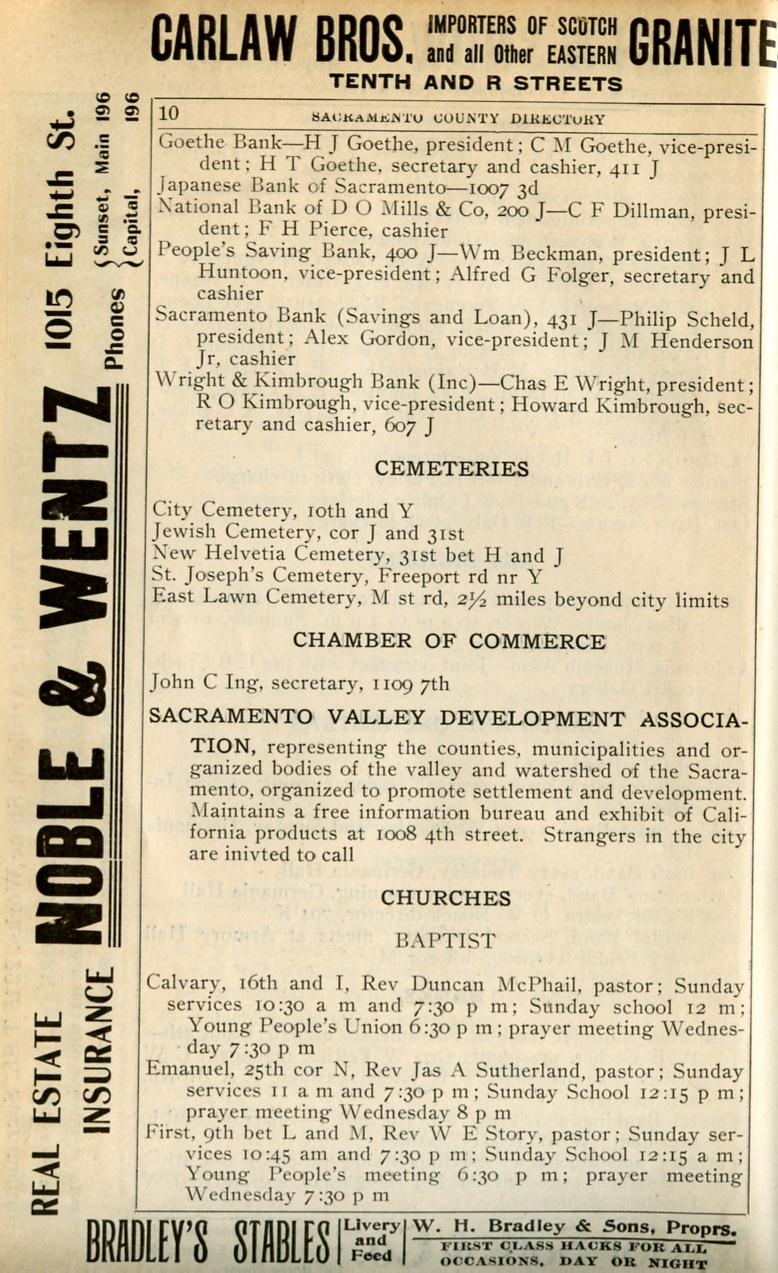 CARLAW BROS. IMPORTERS OF SCOTCH and all Other EASTERN GRANITE
TENTH AND R STREETS
10 SACRAMENTO COUNTY DIRECTORY
Goethe Bank—H J Goethe, president; C M Goethe, vice-presi-
dent; H T Goethe, secretary and cashier, 411 J
Japanese Bank of Sacramento—1007 3d
National Bank of D O Mills & Co, 200 J—C F Dillman, presi-
dent; F H Pierce, cashier
People's Saving Bank, 400 J—Wm Beckman, president; J L
Huntoon, vice-president; Alfred G Folger, secretary and
cashier
Sacramento Bank (Savings and Loan), 431 J—Philip Scheld,
president; Alex Gordon, vice-president; J M Henderson
Jr, cashier
Wright & Kimbrough Bank (Inc)—Chas E Wright, president;
R O Kimbrough, vice-president; Howard Kimbrough, sec-
retary and cashier, 607 J
CEMETERIES
City Cemetery, 10th and Y
Jewish Cemetery, cor J and 31st
New Helvetia Cemetery, 31st bet H and J
St. Joseph's Cemetery, Freeport rd nr Y
East Lawn Cemetery, M st rd, 2½ miles beyond city limits
CHAMBER OF COMMERCE
John C Ing, secretary, 1109 7th
SACRAMENTO VALLEY DEVELOPMENT ASSOCIA-
TION, representing the counties, municipalities and or-
ganized bodies of the valley and watershed of the Sacra-
mento, organized to promote settlement and development.
Maintains a free information bureau and exhibit of Cali-
fornia products at 1008 4th street. Strangers in the city
are inivted to call
CHURCHES
BAPTIST
Calvary, 16th and I, Rev Duncan McPhail, pastor; Sunday
services 10:30 a m and 7:30 p m; Sunday school 12 m;
Young People's Union 6:30 p m; prayer meeting Wednes-
day 7:30 p m
Emanuel, 25th cor N, Rev Jas A Sutherland, pastor; Sunday
services 11 a m and 7:30 p m; Sunday School 12:15 p m;
prayer meeting Wednesday 8 p m
First, 9th bet L and M, Rev W E Story, pastor; Sunday ser-
vices 10:45 am and 7:30 p m; Sunday School 12:15 a m;
Young People's meeting 6:30 p m; prayer meeting
Wednesday 7:30 p m
REAL ESTATE
INSURANCE
NOBLE & WENTZ
1015 Eighth St.
Phones { Sunset, Main 196
Capital, 196
BRADLEY'S STABLES
Livery
and
Feed
W. H. Bradley & Sons, Proprs.
FIRST CLASS HACKS FOR ALL
OCCASIONS, DAY OR NIGHT